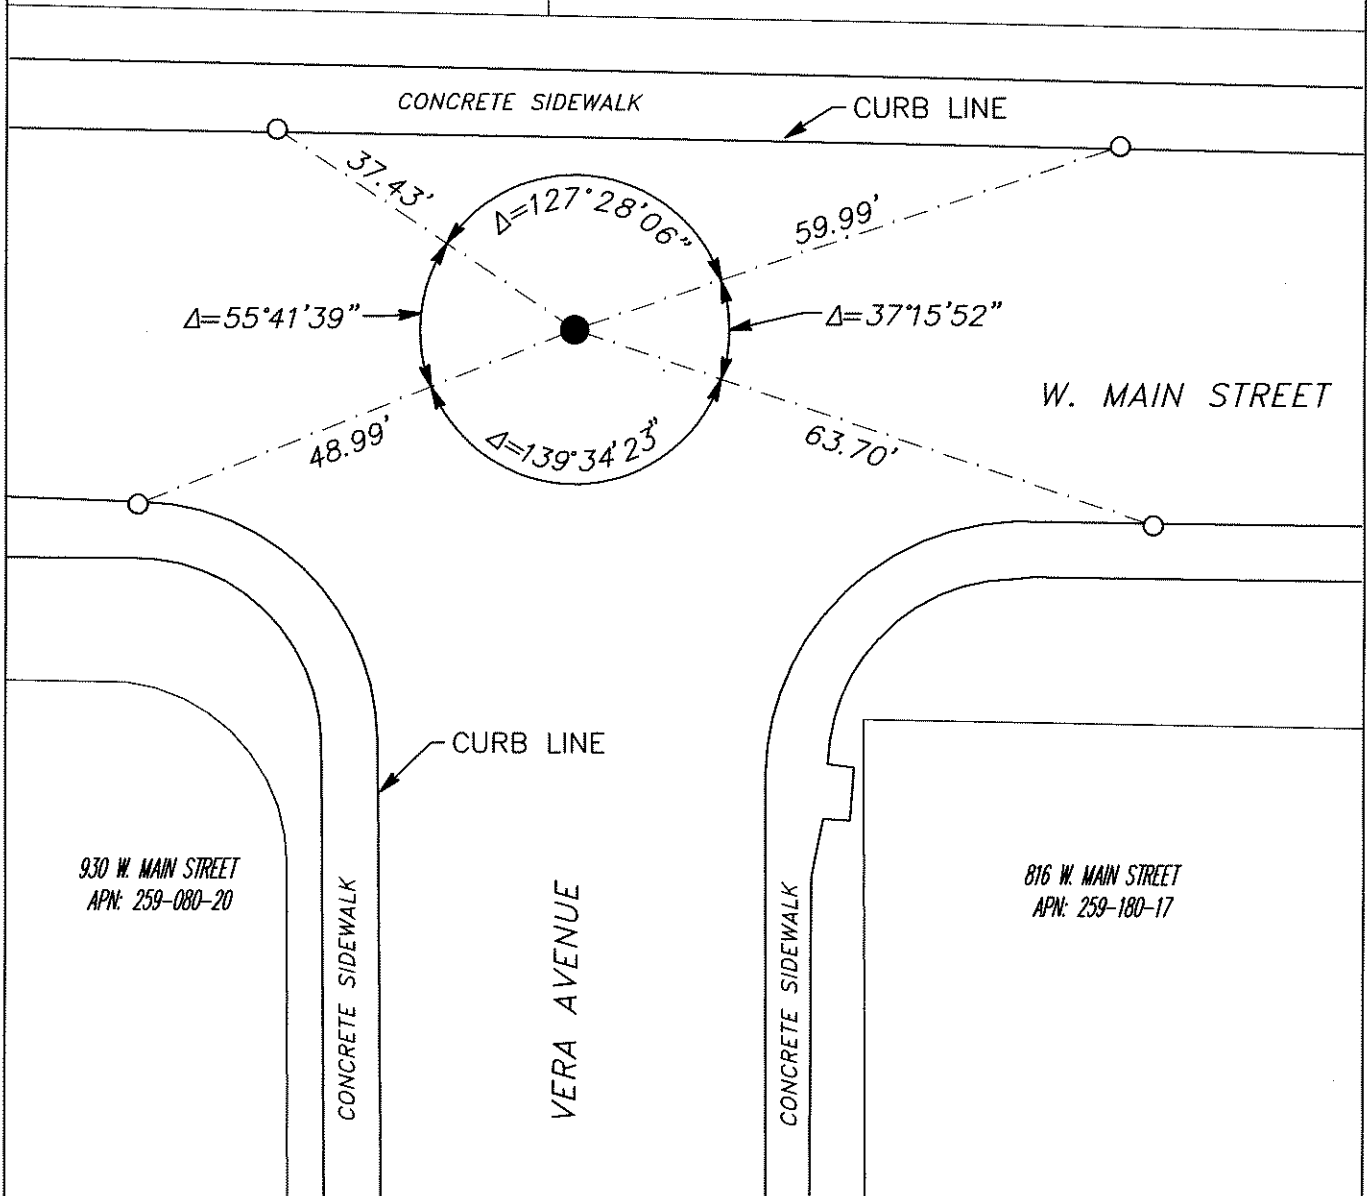 CONCRETE SIDEWALK
CURB LINE
37.43'
Δ=127°28'06"
59.99'
Δ=55°41'39"
Δ=37°15'52"
W. MAIN STREET
48.99'
Δ=139°34'23"
63.70'
CURB LINE
930 W. MAIN STREET
APN: 259-080-20
816 W. MAIN STREET
APN: 259-180-17
CONCRETE SIDEWALK
VERA AVENUE
CONCRETE SIDEWALK